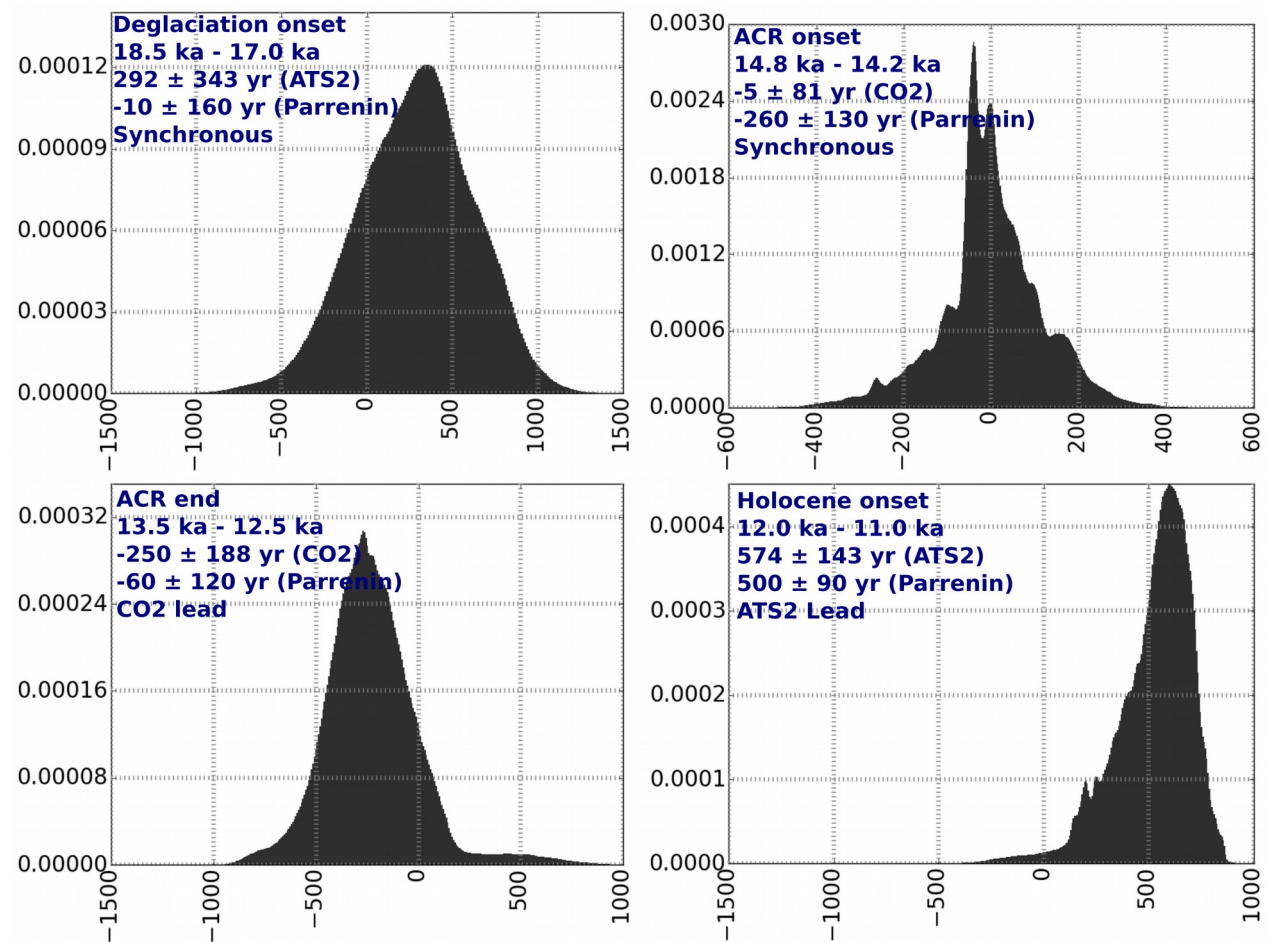 Deglaciation onset
18.5 ka - 17.0 ka
292 ± 343 yr (ATS2)
-10 ± 160 yr (Parrenin)
Synchronous
0.00012
0.00009
0.00006
0.00003
0.00000
−1500
−1000
−500
0
500
1000
1500
ACR onset
14.8 ka - 14.2 ka
-5 ± 81 yr (CO2)
-260 ± 130 yr (Parrenin)
Synchronous
0.0030
0.0024
0.0018
0.0012
0.0006
0.0000
−600
−400
−200
0
200
400
600
ACR end
13.5 ka - 12.5 ka
-250 ± 188 yr (CO2)
-60 ± 120 yr (Parrenin)
CO2 lead
0.00032
0.00024
0.00016
0.00008
0.00000
−1500
−1000
−500
0
500
1000
Holocene onset
12.0 ka - 11.0 ka
574 ± 143 yr (ATS2)
500 ± 90 yr (Parrenin)
ATS2 Lead
0.0004
0.0003
0.0002
0.0001
0.0000
−1500
−1000
−500
0
500
1000